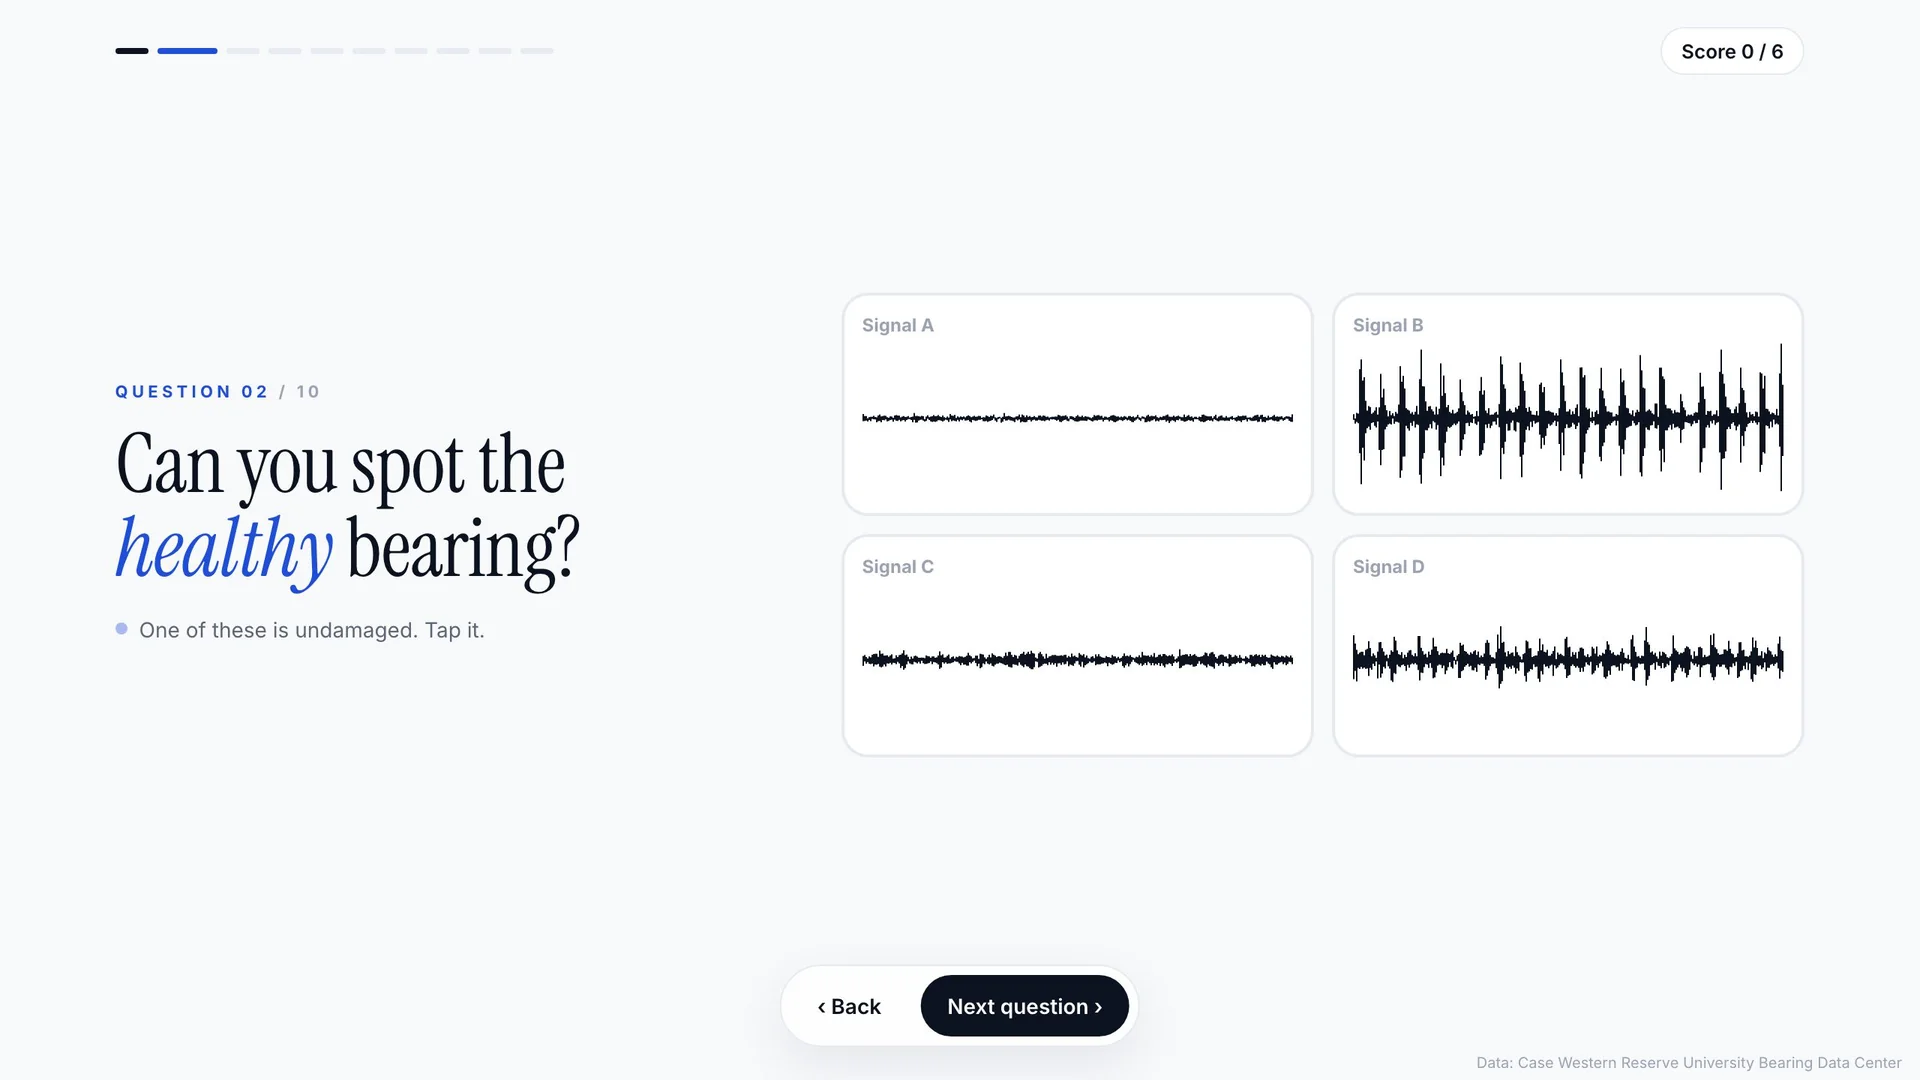 Score 0 / 6
QUESTION 02 / 10
Can you spot the
healthy bearing?
One of these is undamaged. Tap it.
Signal A
Signal B
Signal C
Signal D
‹ Back
Next question ›
Data: Case Western Reserve University Bearing Data Center